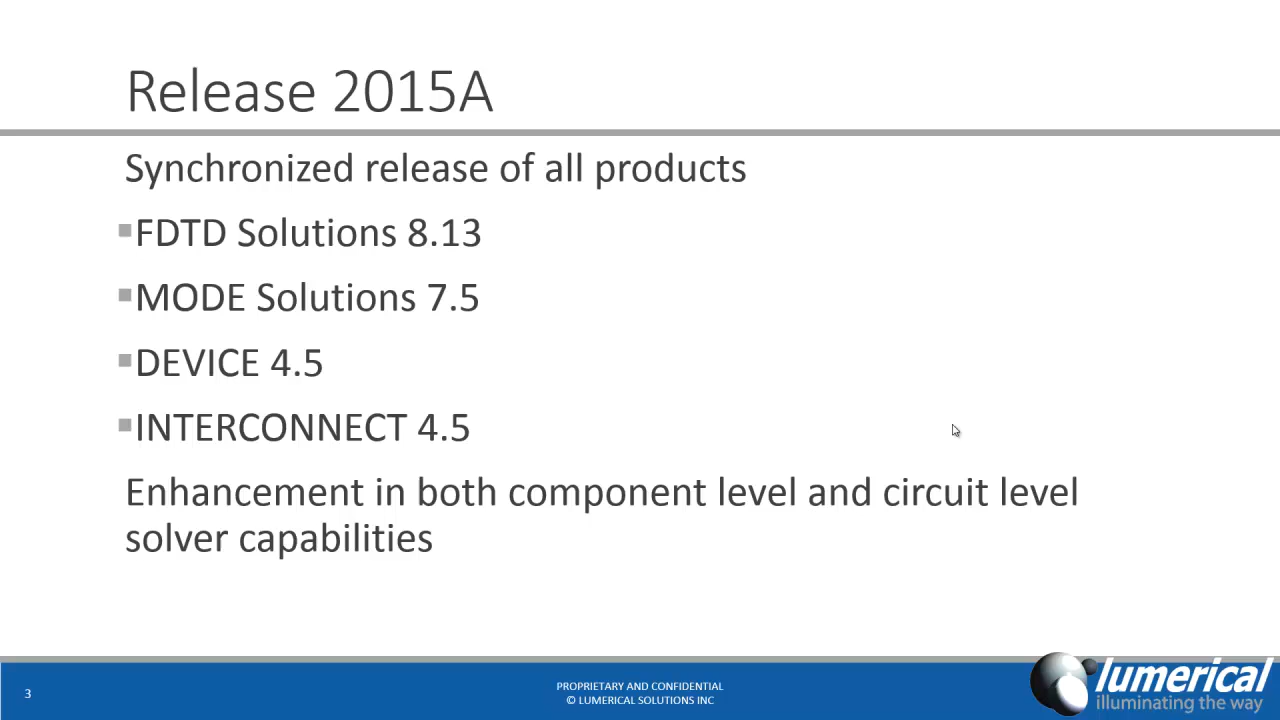 Release 2015A
Synchronized release of all products
▪FDTD Solutions 8.13
▪MODE Solutions 7.5
▪DEVICE 4.5
▪INTERCONNECT 4.5
Enhancement in both component level and circuit level
solver capabilities
3
PROPRIETARY AND CONFIDENTIAL
© LUMERICAL SOLUTIONS INC
lumerical
illuminating the way